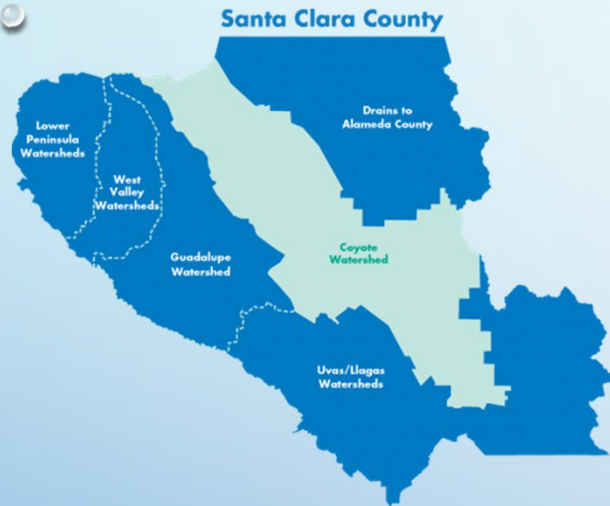 Santa Clara County
Drains to
Alameda County
Lower
Peninsula
Watersheds
West
Valley
Watersheds
Guadalupe
Watershed
Coyote
Watershed
Uvas/Llagas
Watersheds